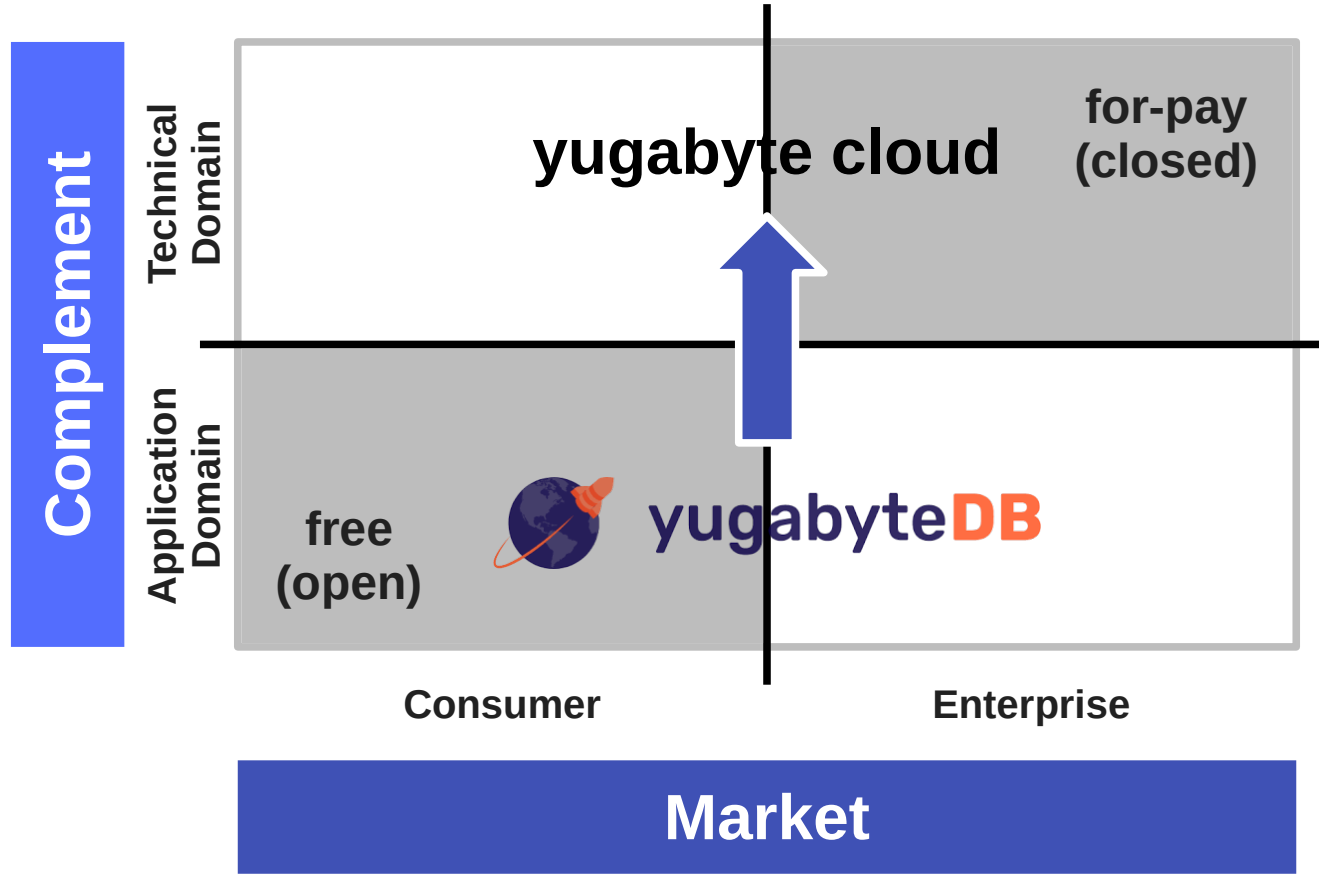 Complement
Technical
Domain
Application
Domain
yugabyte cloud
for-pay
(closed)
free
(open)
yugabyteDB
Consumer
Enterprise
Market